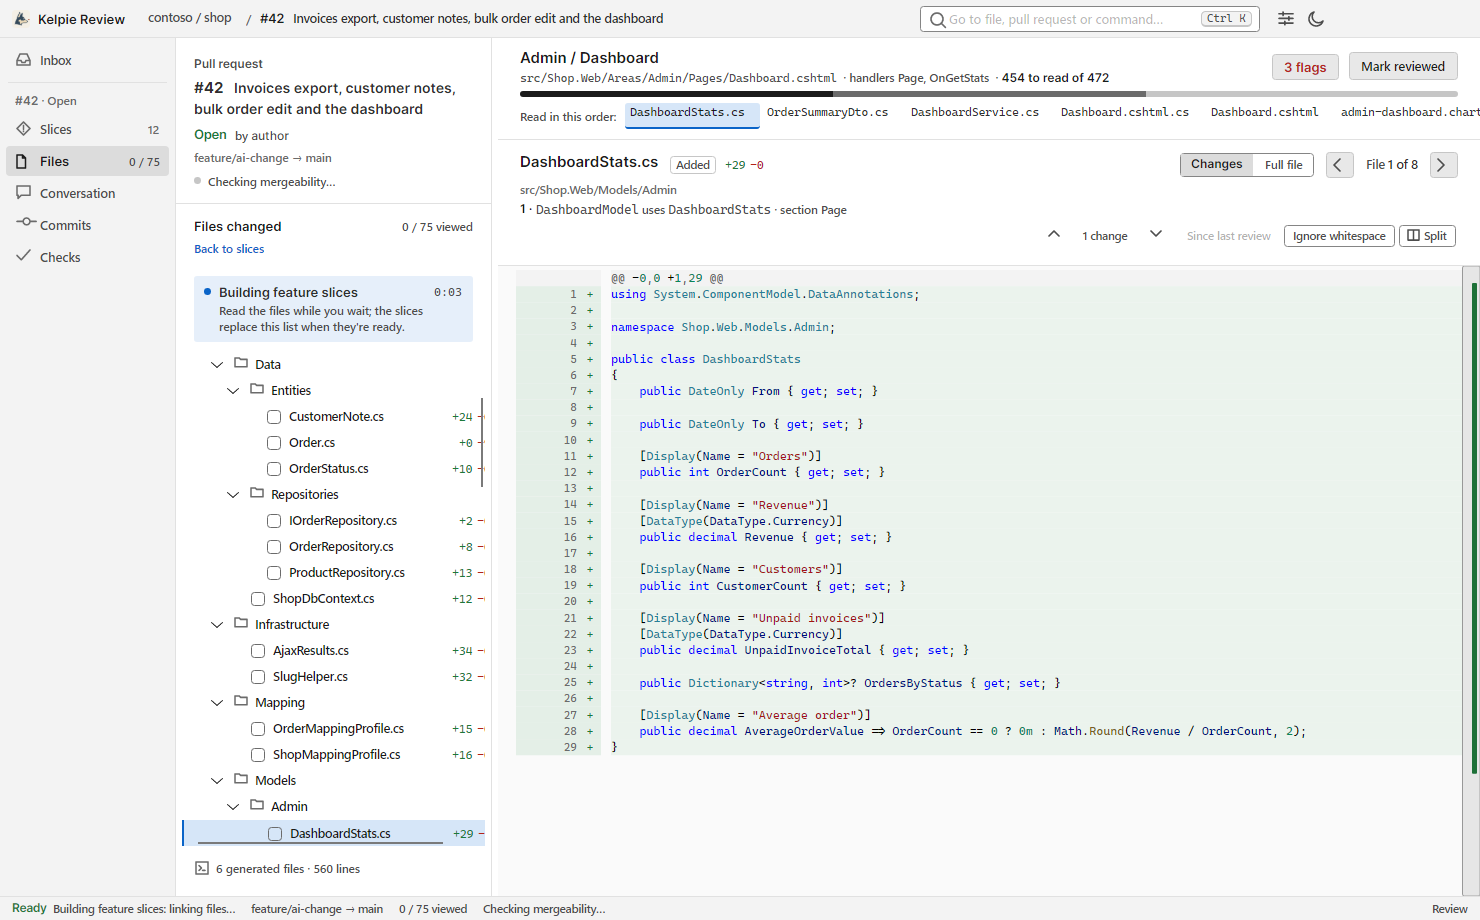 Kelpie Review
contoso / shop / #42 Invoices export, customer notes, bulk order edit and the dashboard
Go to file, pull request or command... Ctrl K
Inbox
#42 · Open
Slices 12
Files 0 / 75
Conversation
Commits
Checks
Pull request
#42 Invoices export, customer notes, bulk order edit and the dashboard
Open by author
feature/ai-change → main
Checking mergeability...
Files changed 0 / 75 viewed
Back to slices
Building feature slices 0:03
Read the files while you wait; the slices
replace this list when they're ready.
Data
Entities
CustomerNote.cs +24
Order.cs +0
OrderStatus.cs +10
Repositories
IOrderRepository.cs +2
OrderRepository.cs +8
ProductRepository.cs +13
ShopDbContext.cs +12
Infrastructure
AjaxResults.cs +34
SlugHelper.cs +32
Mapping
OrderMappingProfile.cs +15
ShopMappingProfile.cs +16
Models
Admin
DashboardStats.cs +29
6 generated files · 560 lines
Admin / Dashboard
src/Shop.Web/Areas/Admin/Pages/Dashboard.cshtml · handlers Page, OnGetStats · 454 to read of 472
3 flags
Mark reviewed
Read in this order: DashboardStats.cs OrderSummaryDto.cs DashboardService.cs Dashboard.cshtml.cs Dashboard.cshtml admin-dashboard.chart
DashboardStats.cs Added +29 −0
Changes Full file File 1 of 8
src/Shop.Web/Models/Admin
1 · DashboardModel uses DashboardStats · section Page
1 change Since last review Ignore whitespace Split
@@ −0,0 +1,29 @@
1 + using System.ComponentModel.DataAnnotations;
2 +
3 + namespace Shop.Web.Models.Admin;
4 +
5 + public class DashboardStats
6 + {
7 + public DateOnly From { get; set; }
8 +
9 + public DateOnly To { get; set; }
10 +
11 + [Display(Name = "Orders")]
12 + public int OrderCount { get; set; }
13 +
14 + [Display(Name = "Revenue")]
15 + [DataType(DataType.Currency)]
16 + public decimal Revenue { get; set; }
17 +
18 + [Display(Name = "Customers")]
19 + public int CustomerCount { get; set; }
20 +
21 + [Display(Name = "Unpaid invoices")]
22 + [DataType(DataType.Currency)]
23 + public decimal UnpaidInvoiceTotal { get; set; }
24 +
25 + public Dictionary<string, int>? OrdersByStatus { get; set; }
26 +
27 + [Display(Name = "Average order")]
28 + public decimal AverageOrderValue => OrderCount == 0 ? 0m : Math.Round(Revenue / OrderCount, 2);
29 + }
Ready Building feature slices: linking files... feature/ai-change → main 0 / 75 viewed Checking mergeability... Review